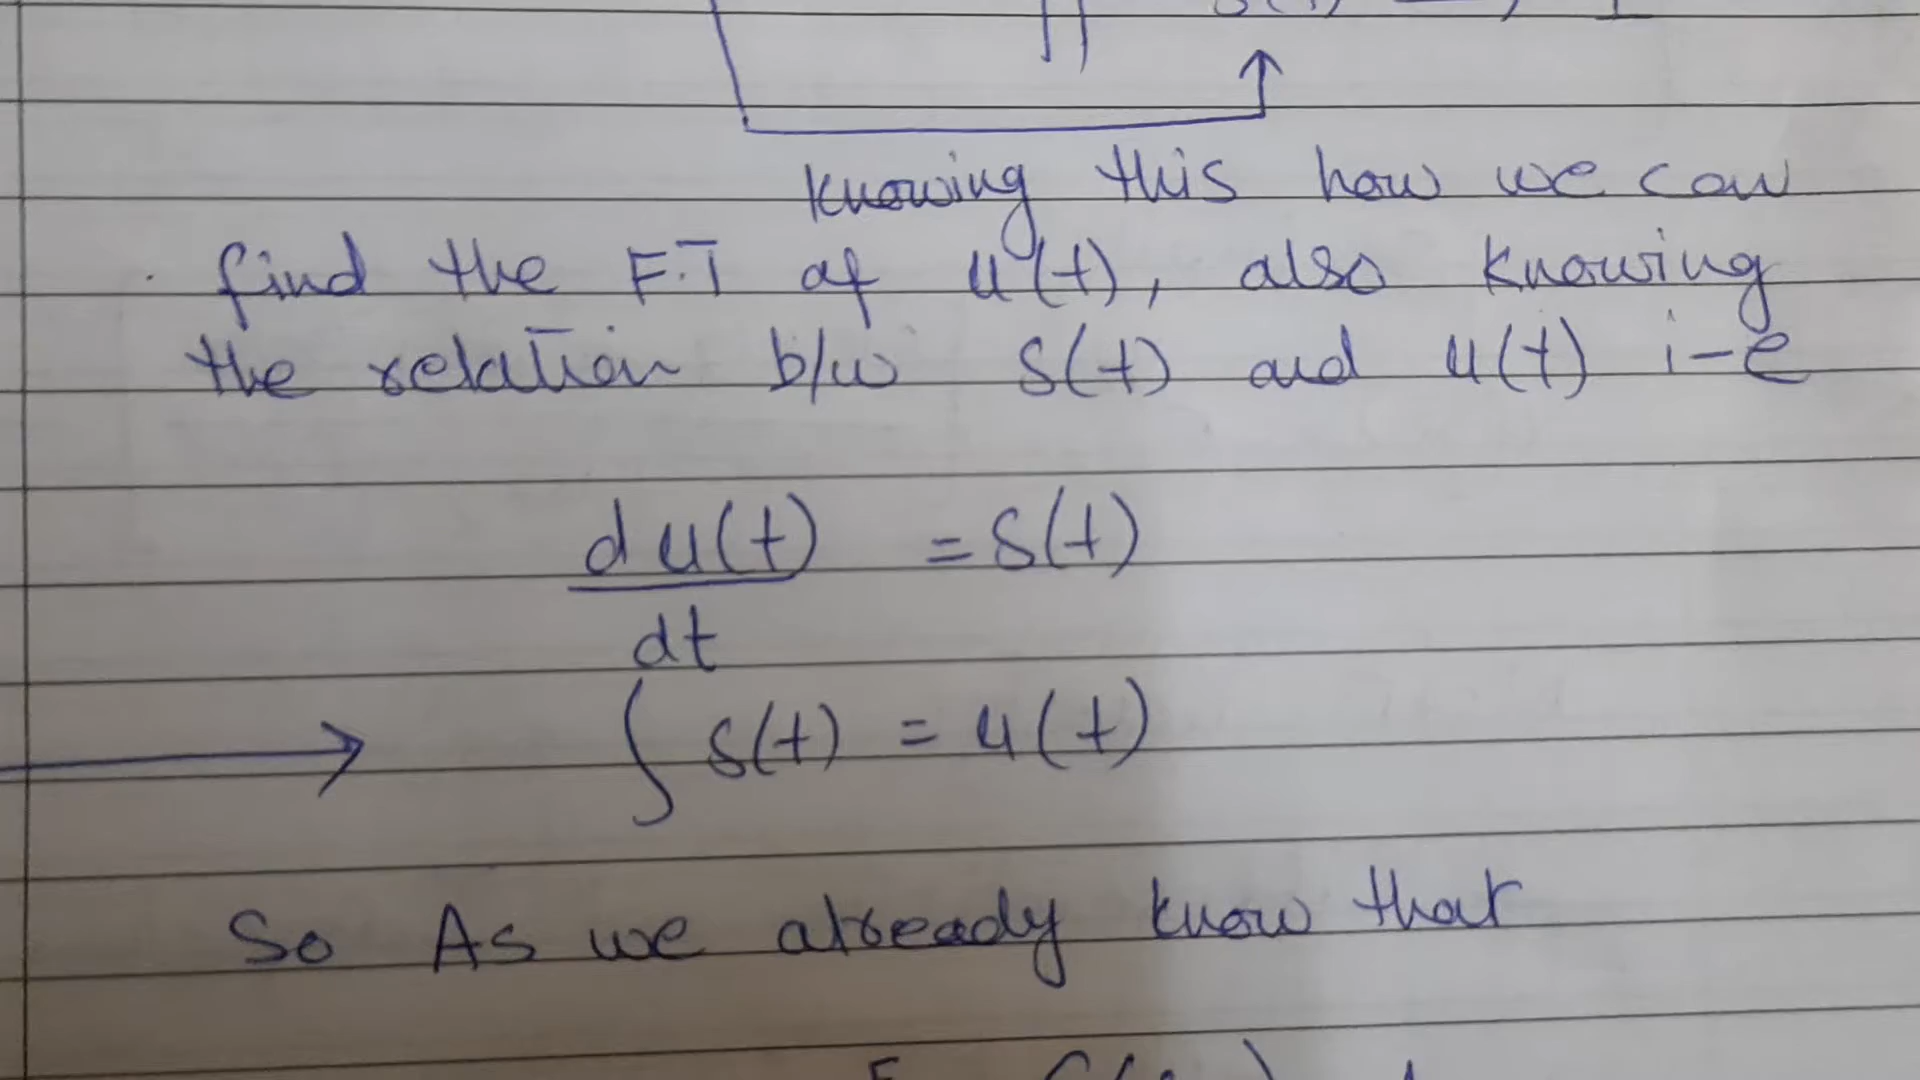 knowing this how we can
find the F.T of u(t), also knowing
the relation b/w δ(t) and u(t) i-e
d u(t) = δ(t)
dt
∫ δ(t) = u(t)
So As we already know that